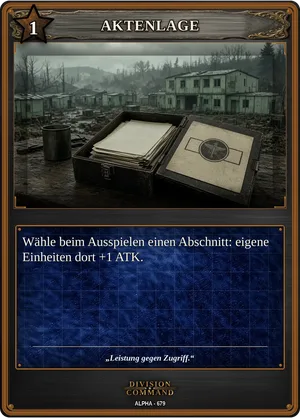 1
AKTENLAGE
Wähle beim Ausspielen einen Abschnitt: eigene
Einheiten dort +1 ATK.
„Leistung gegen Zugriff.“
DIVISION
COMMAND
ALPHA - 679